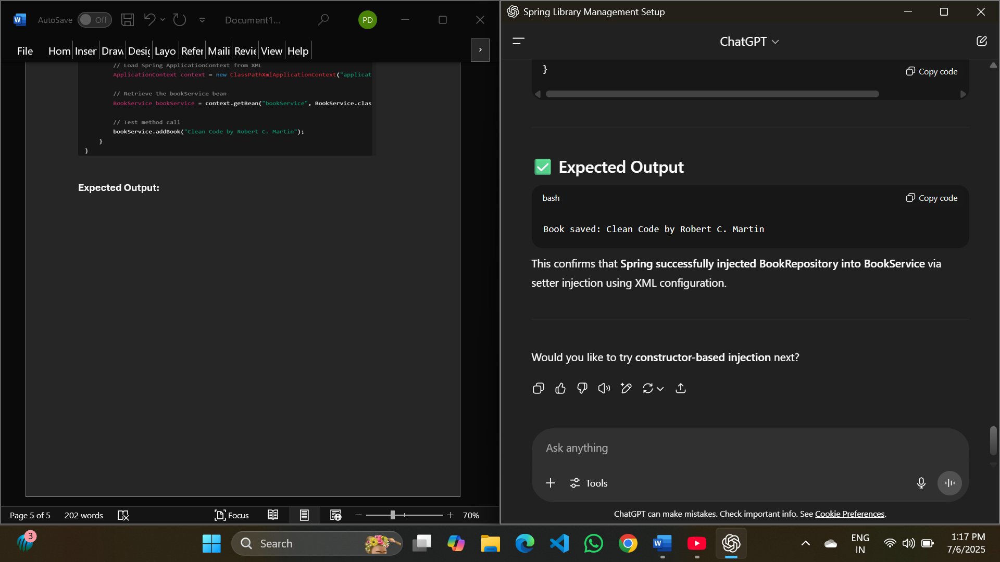 AutoSave Off Document1... PD
File Hom Inser Draw Desig Layo Refer Maili Revie View Help
// Load Spring ApplicationContext from XML
ApplicationContext context = new ClassPathXmlApplicationContext("applicat
// Retrieve the bookService bean
BookService bookService = context.getBean("bookService", BookService.clas
// Test method call
bookService.addBook("Clean Code by Robert C. Martin");
}
}
Expected Output:
Page 5 of 5 202 words Focus 70%
Spring Library Management Setup
ChatGPT
}
Copy code
Expected Output
bash Copy code
Book saved: Clean Code by Robert C. Martin
This confirms that Spring successfully injected BookRepository into BookService via
setter injection using XML configuration.
Would you like to try constructor-based injection next?
Ask anything
Tools
ChatGPT can make mistakes. Check important info. See Cookie Preferences.
3
Search
ENG
IN
1:17 PM
7/6/2025